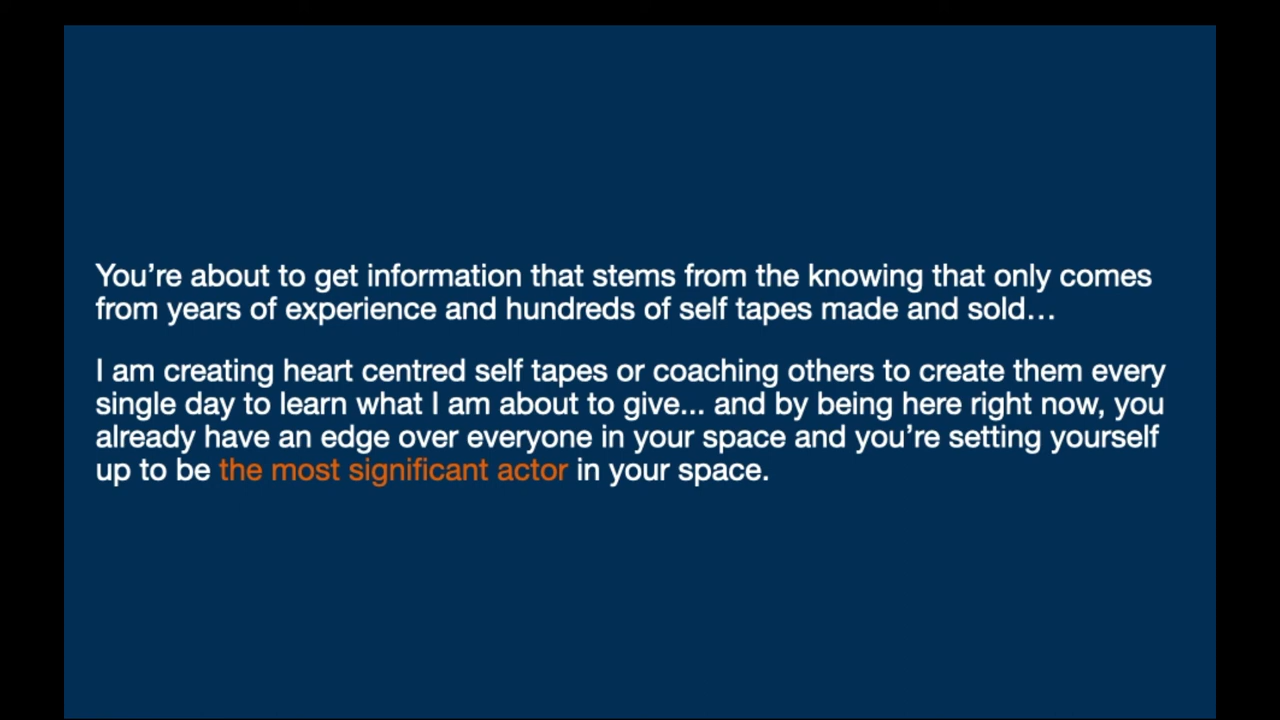 You’re about to get information that stems from the knowing that only comes
from years of experience and hundreds of self tapes made and sold…
I am creating heart centred self tapes or coaching others to create them every
single day to learn what I am about to give... and by being here right now, you
already have an edge over everyone in your space and you’re setting yourself
up to be the most significant actor in your space.